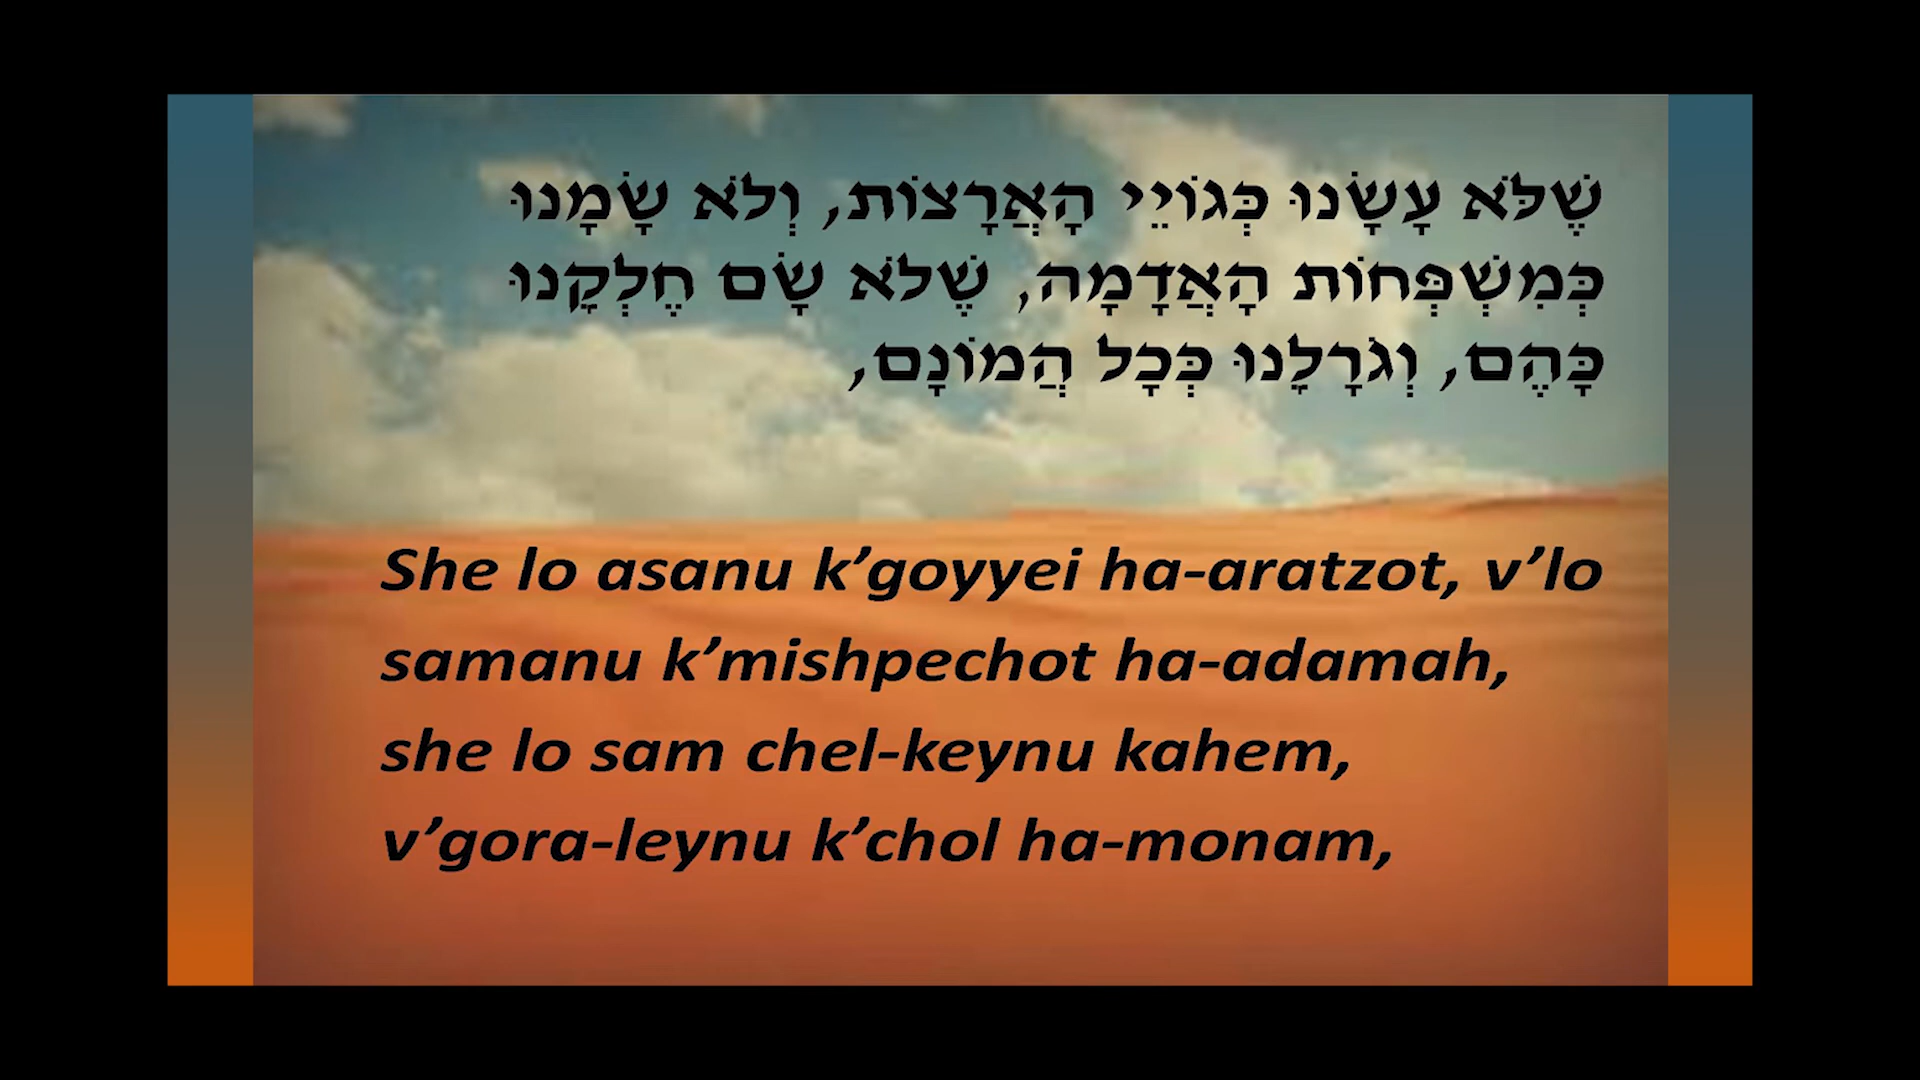 שֶׁלֹּא עָשָׂנוּ כְּגוֹיֵי הָאֲרָצוֹת, וְלֹא שָׂמָנוּ
כְּמִשְׁפְּחוֹת הָאֲדָמָה, שֶׁלֹא שָׂם חֶלְקָנוּ
כָּהֶם, וְגֹרָלָנוּ כְּכָל הֲמוֹנָם,
She lo asanu k’goyyei ha-aratzot, v’lo
samanu k’mishpechot ha-adamah,
she lo sam chel-keynu kahem,
v’gora-leynu k’chol ha-monam,